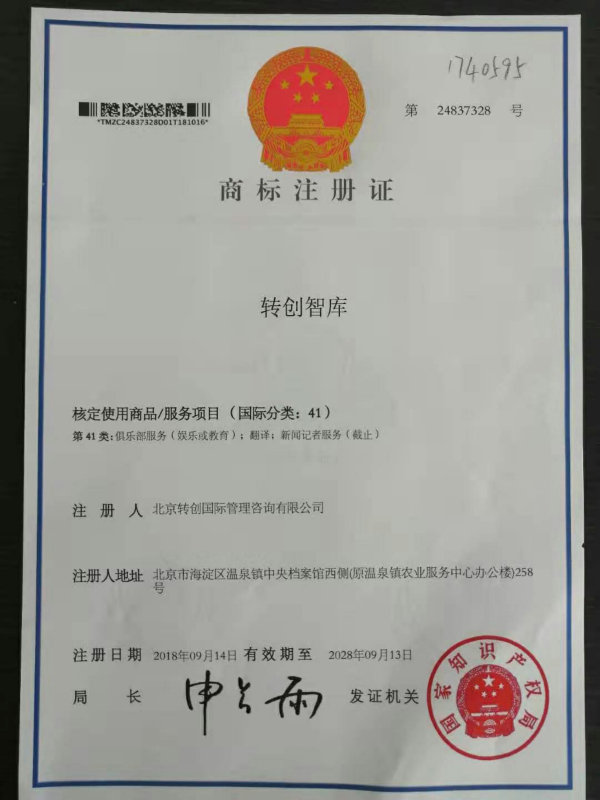 1740595
*TMZC24837328D01T181016*
第 24837328 号
商标注册证
转创智库
核定使用商品/服务项目（国际分类：41）
第 41 类：俱乐部服务（娱乐或教育）；翻译；新闻记者服务（截止）
注 册 人 北京转创国际管理咨询有限公司
注册人地址 北京市海淀区温泉镇中央档案馆西侧(原温泉镇农业服务中心办公楼)258
号
注册日期 2018年09月14日 有效期至 2028年09月13日
局 长 申长雨 发证机关
国家知识产权局